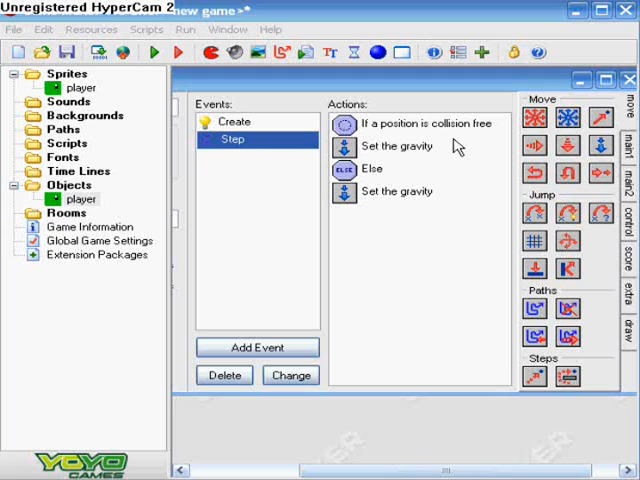 Unregistered HyperCam 2
new game>*
File Edit Resources Scripts Run Window Help
Sprites
player
Sounds
Backgrounds
Paths
Scripts
Fonts
Time Lines
Objects
player
Rooms
Game Information
Global Game Settings
Extension Packages
YOYO
GAMES
Events:
Create
Step
Add Event
Delete Change
Actions:
If a position is collision free
Set the gravity
ELSE Else
Set the gravity
Move
Jump
Paths
Steps
move
main1
main2
control
score
extra
draw